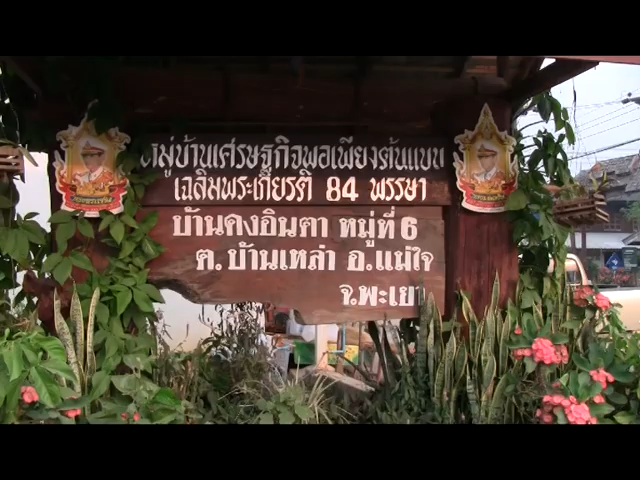 หมู่บ้านเศรษฐกิจพอเพียงต้นแบบ
เฉลิมพระเกียรติ 84 พรรษา
บ้านดงอินตา หมู่ที่ 6
ต.บ้านเหล่า อ.แม่ใจ
จ.พะเยา